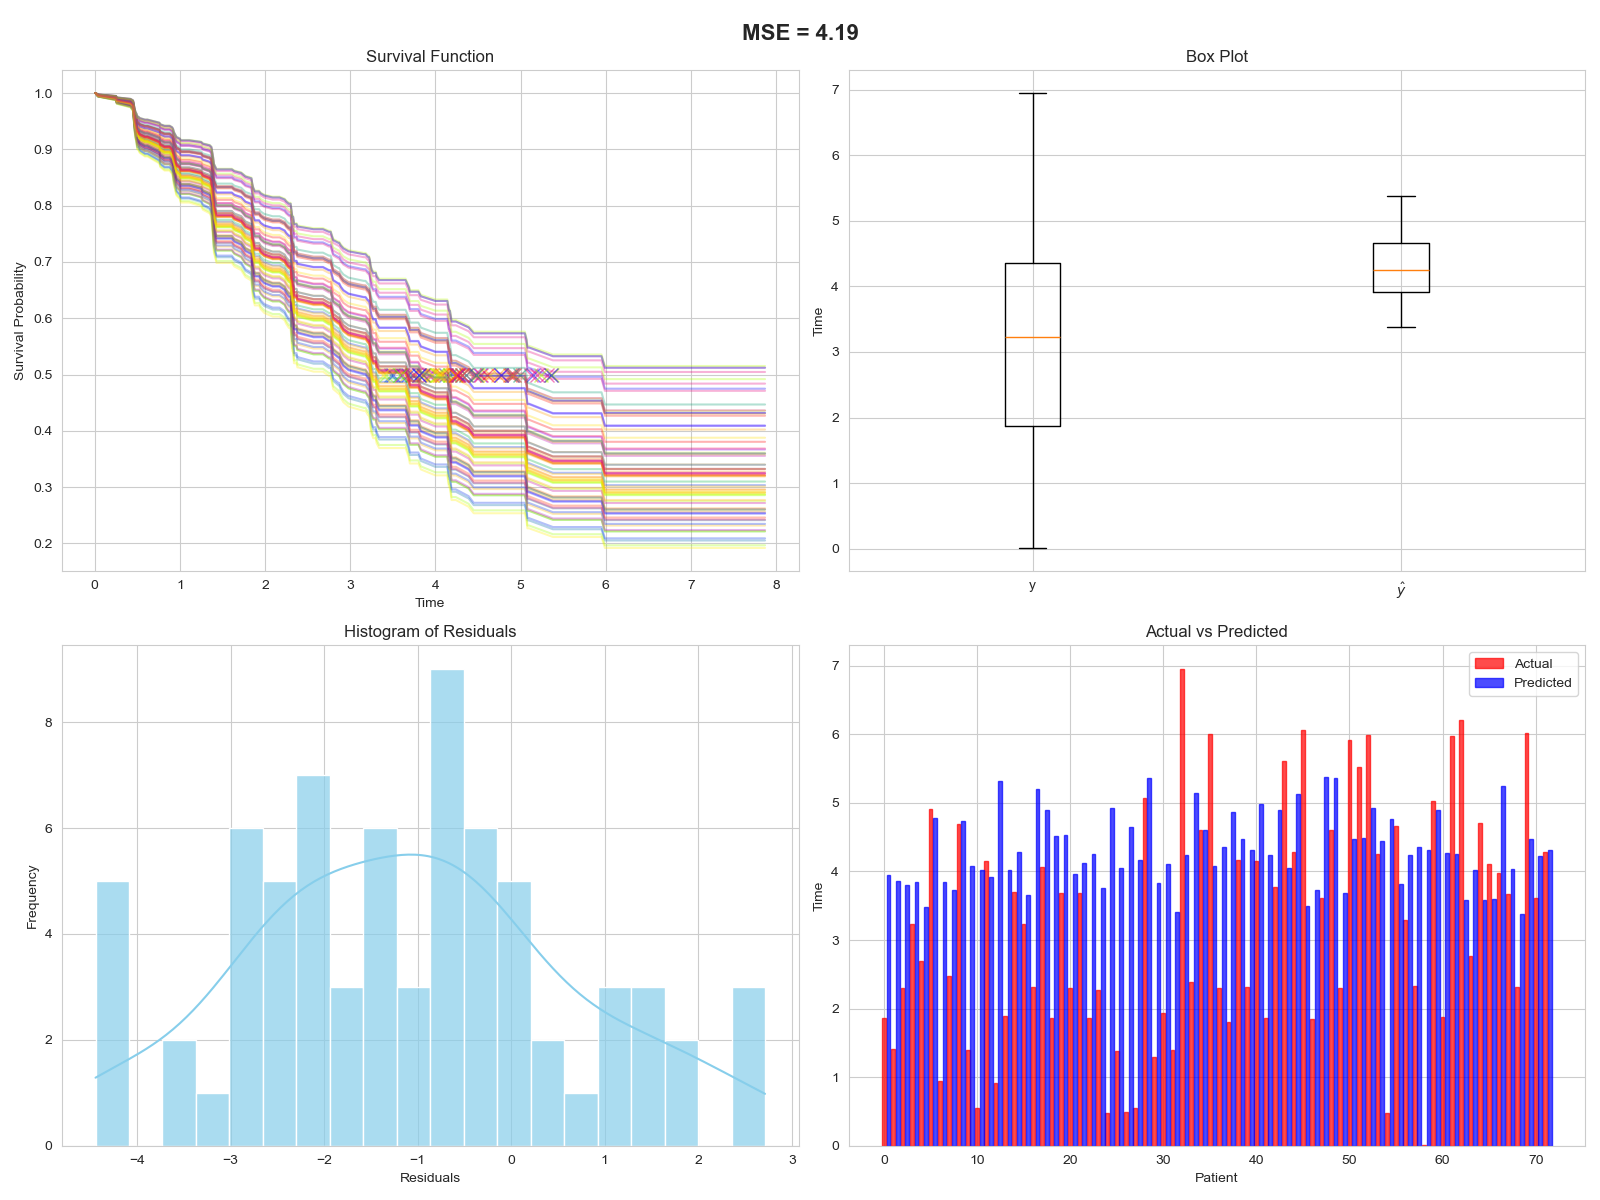 MSE = 4.19
Survival Function
Survival Probability
1.0
0.9
0.8
0.7
0.6
0.5
0.4
0.3
0.2
0 1 2 3 4 5 6 7 8
Time
Box Plot
Time
7
6
5
4
3
2
1
0
y ŷ
Histogram of Residuals
Frequency
8
6
4
2
0
−4 −3 −2 −1 0 1 2 3
Residuals
Actual vs Predicted
Actual
Predicted
Time
7
6
5
4
3
2
1
0
0 10 20 30 40 50 60 70
Patient